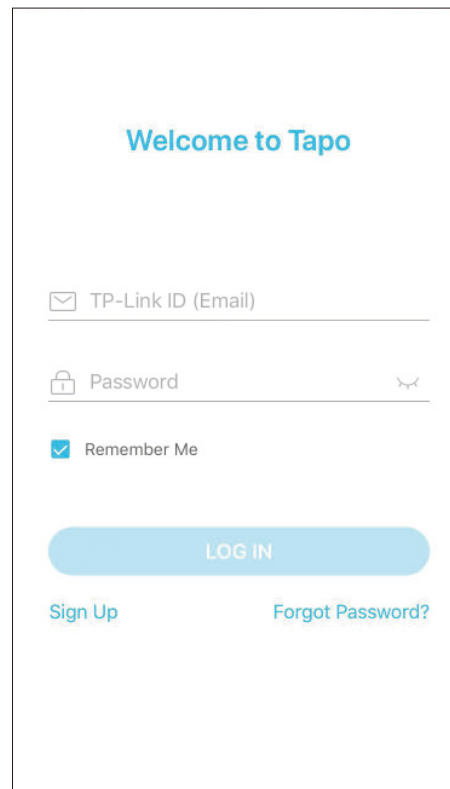 Welcome to Tapo
TP-Link ID (Email)
Password
Remember Me
LOG IN
Sign Up
Forgot Password?